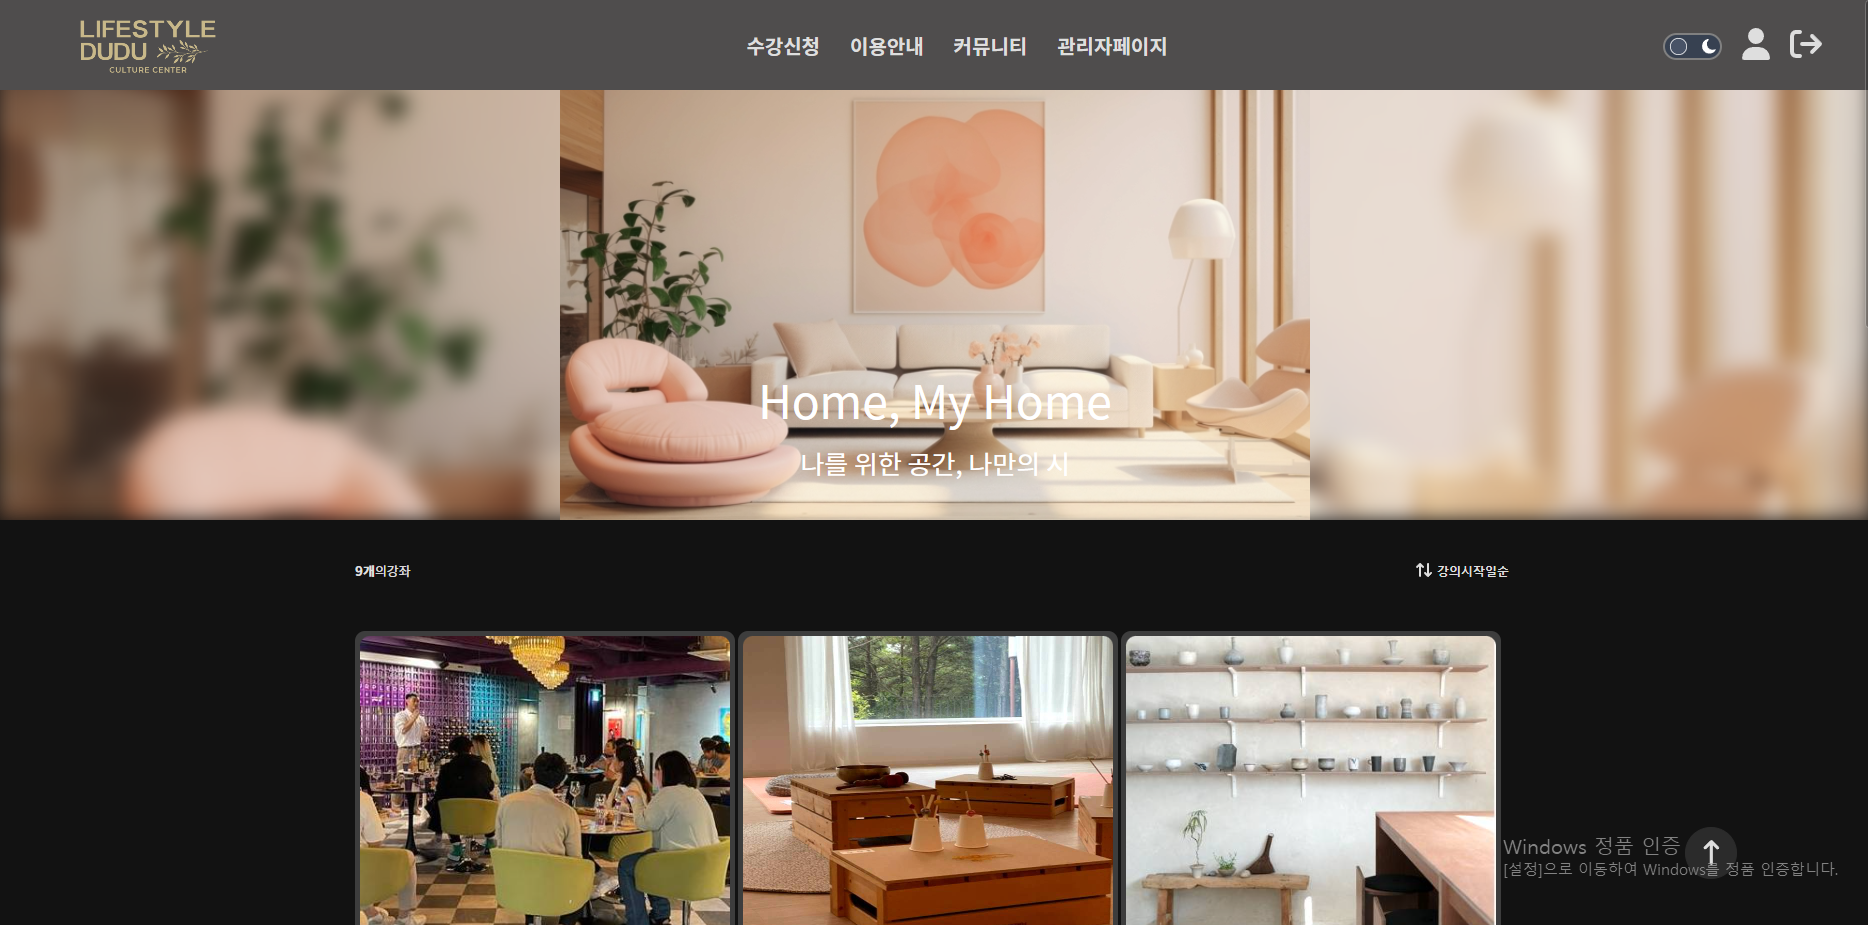 LIFESTYLE
DUDU
CULTURE CENTER
수강신청 이용안내 커뮤니티 관리자페이지
Home, My Home
나를 위한 공간, 나만의 시
9개의강좌
강의시작일순
Windows 정품 인증
[설정]으로 이동하여 Windows를 정품 인증합니다.